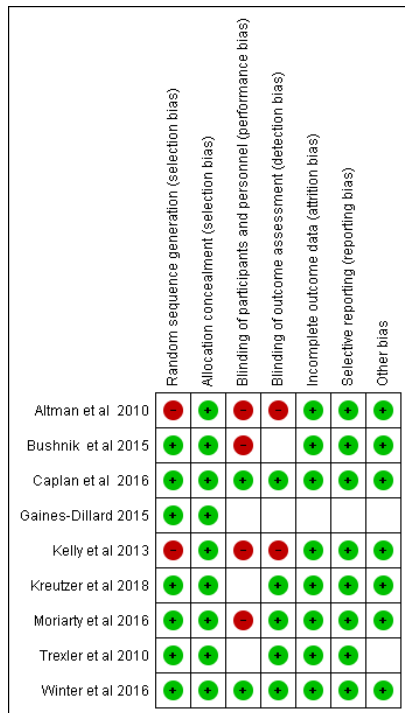 Random sequence generation (selection bias)
Allocation concealment (selection bias)
Blinding of participants and personnel (performance bias)
Blinding of outcome assessment (detection bias)
Incomplete outcome data (attrition bias)
Selective reporting (reporting bias)
Other bias
Altman et al 2010 - + - - + + +
Bushnik et al 2015 + + - + + +
Caplan et al 2016 + + + + + + +
Gaines-Dillard 2015 + +
Kelly et al 2013 - + - - + + +
Kreutzer et al 2018 + + + + + +
Moriarty et al 2016 + + - + + + +
Trexler et al 2010 + + + + +
Winter et al 2016 + + + + + + +